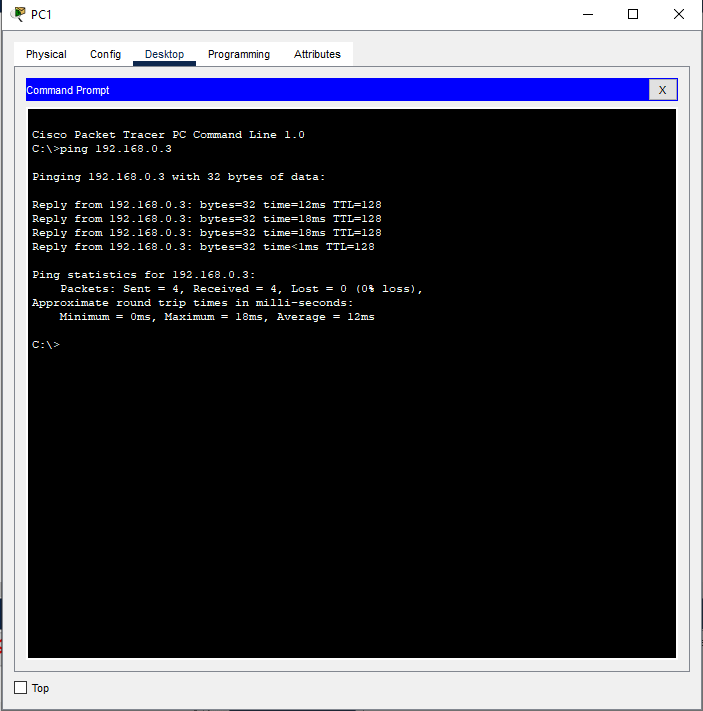 PC1
Physical Config Desktop Programming Attributes
Command Prompt X
Cisco Packet Tracer PC Command Line 1.0
C:\>ping 192.168.0.3
Pinging 192.168.0.3 with 32 bytes of data:
Reply from 192.168.0.3: bytes=32 time=12ms TTL=128
Reply from 192.168.0.3: bytes=32 time=18ms TTL=128
Reply from 192.168.0.3: bytes=32 time=18ms TTL=128
Reply from 192.168.0.3: bytes=32 time<1ms TTL=128
Ping statistics for 192.168.0.3:
Packets: Sent = 4, Received = 4, Lost = 0 (0% loss),
Approximate round trip times in milli-seconds:
Minimum = 0ms, Maximum = 18ms, Average = 12ms
C:\>
Top